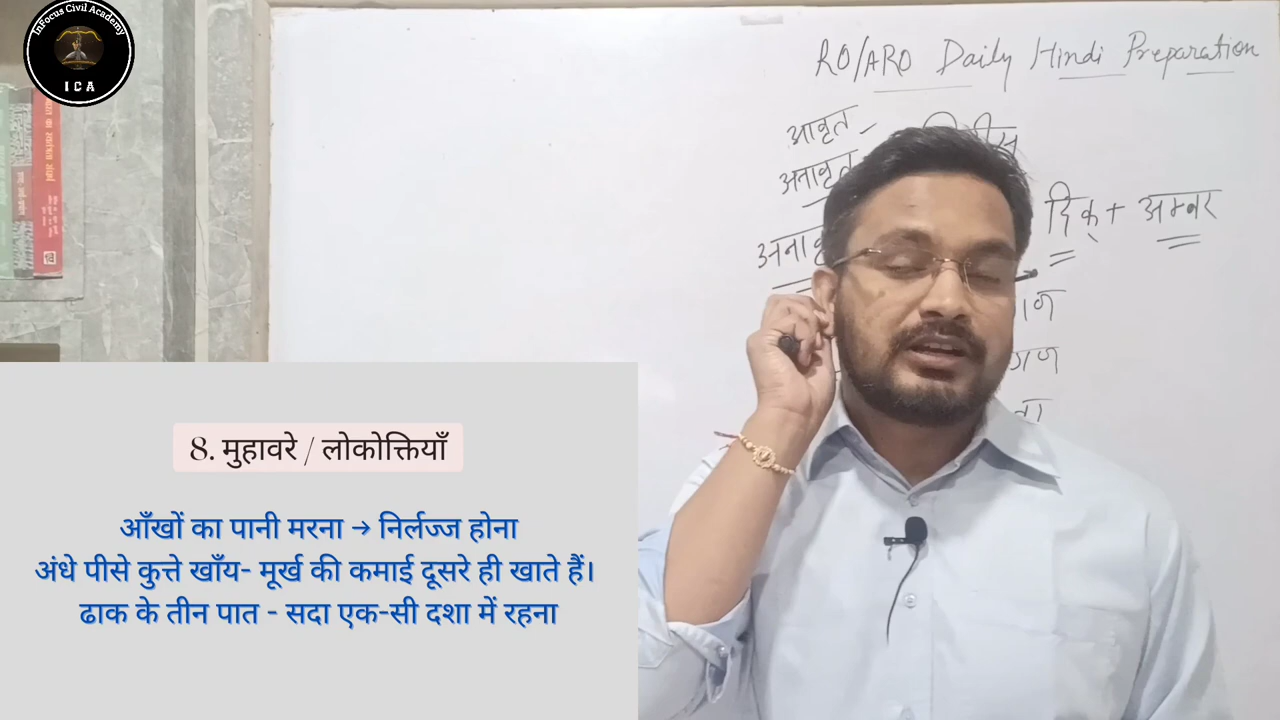 InFocus Civil Academy
ICA
RO/ARO Daily Hindi Preparation
आवृत -
अनावृत
दिक् + अम्बर
8. मुहावरे / लोकोक्तियाँ
आँखों का पानी मरना → निर्लज्ज होना
अंधे पीसे कुत्ते खाँय- मूर्ख की कमाई दूसरे ही खाते हैं।
ढाक के तीन पात - सदा एक-सी दशा में रहना